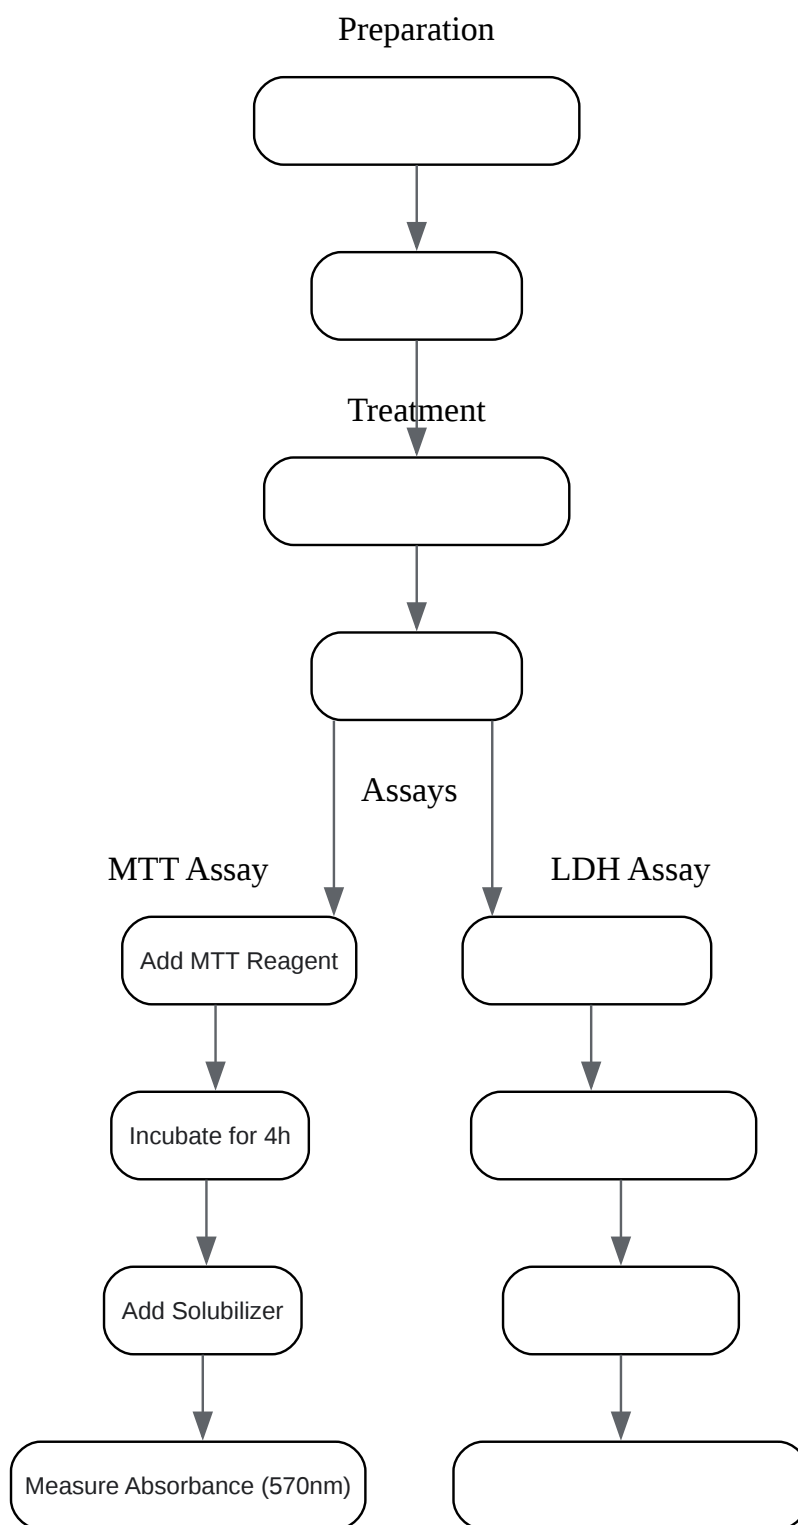 Preparation
Treatment
Assays
MTT Assay
LDH Assay
Add MTT Reagent
Incubate for 4h
Add Solubilizer
Measure Absorbance (570nm)